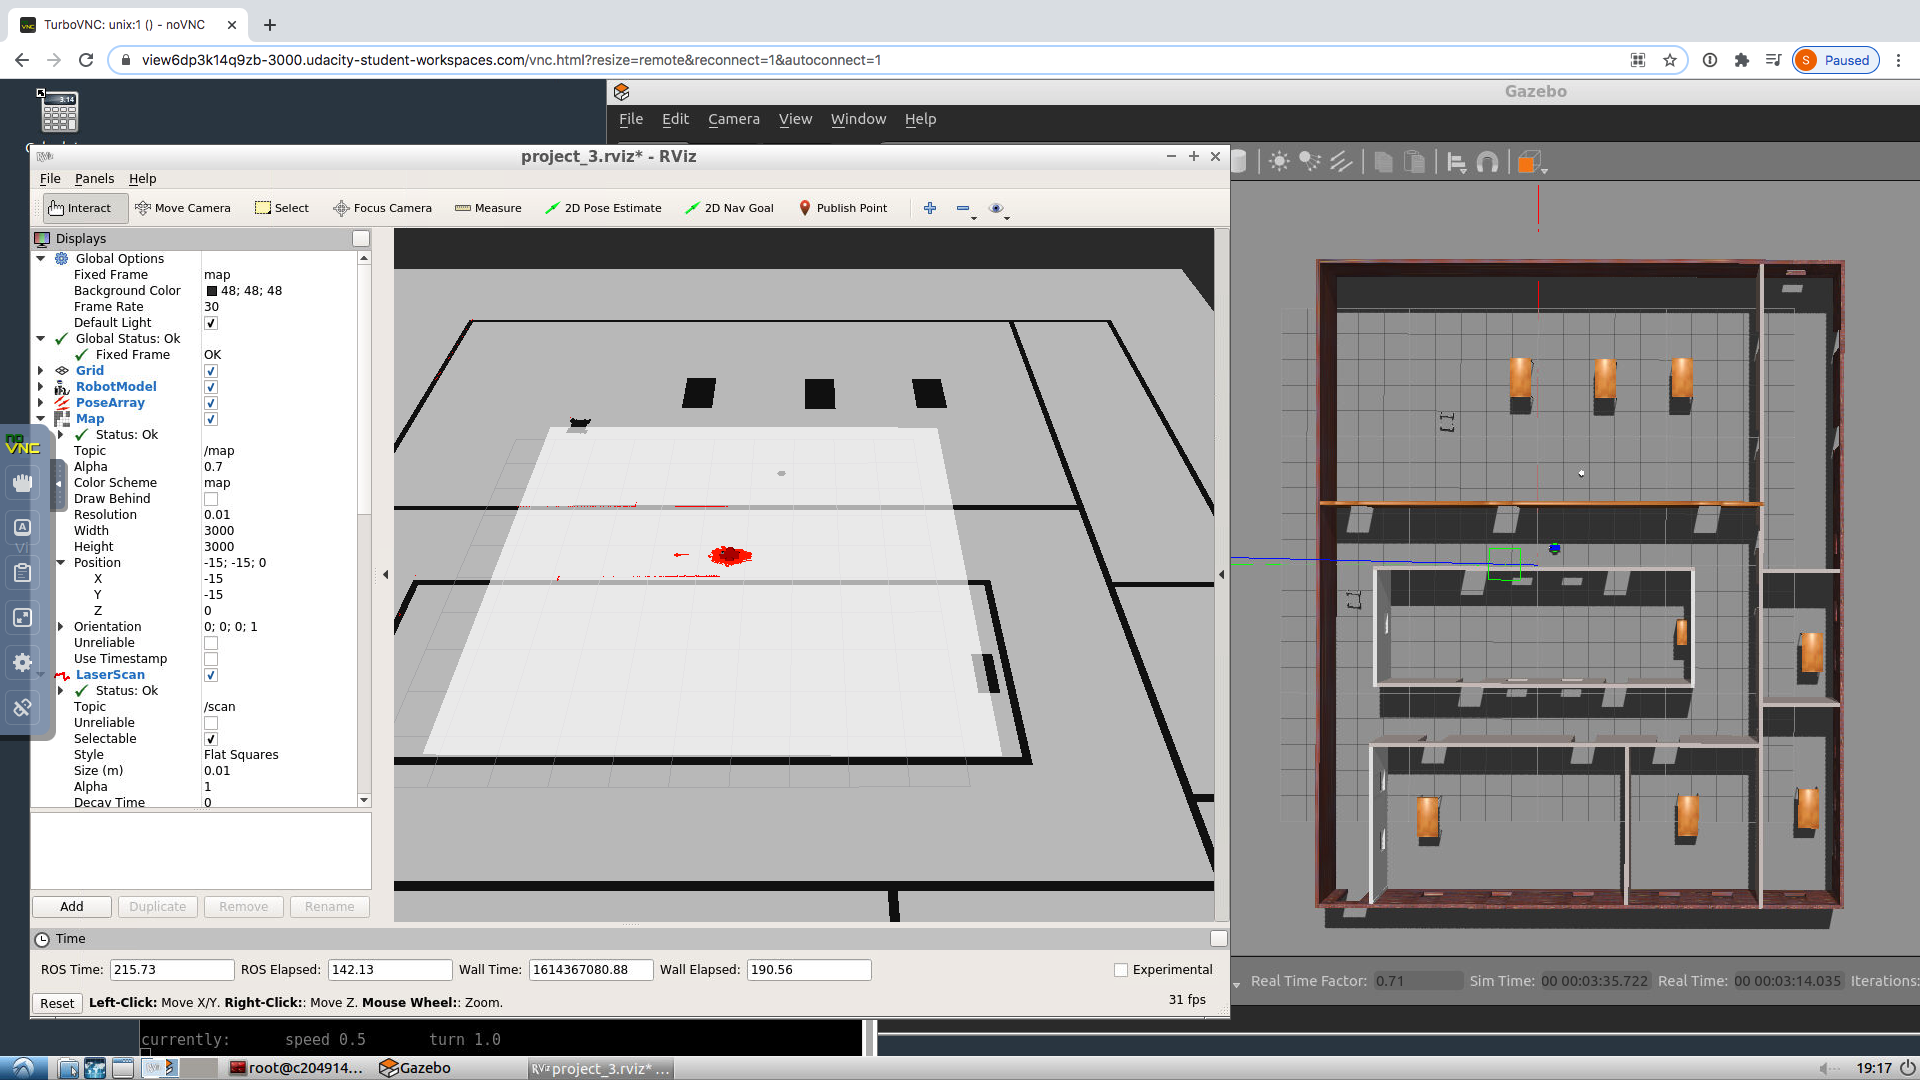 TurboVNC: unix:1 () - noVNC
view6dp3k14q9zb-3000.udacity-student-workspaces.com/vnc.html?resize=remote&reconnect=1&autoconnect=1
S Paused
3.14
Gazebo
File Edit Camera View Window Help
project_3.rviz* - RViz
File Panels Help
Interact Move Camera Select Focus Camera Measure 2D Pose Estimate 2D Nav Goal Publish Point
Displays
Global Options
Fixed Frame map
Background Color 48; 48; 48
Frame Rate 30
Default Light
Global Status: Ok
Fixed Frame OK
Grid
RobotModel
PoseArray
Map
Status: Ok
Topic /map
Alpha 0.7
Color Scheme map
Draw Behind
Resolution 0.01
Width 3000
Height 3000
Position -15; -15; 0
X -15
Y -15
Z 0
Orientation 0; 0; 0; 1
Unreliable
Use Timestamp
LaserScan
Status: Ok
Topic /scan
Unreliable
Selectable
Style Flat Squares
Size (m) 0.01
Alpha 1
Decay Time 0
no
VNC
A
Add Duplicate Remove Rename
Time
ROS Time: 215.73 ROS Elapsed: 142.13 Wall Time: 1614367080.88 Wall Elapsed: 190.56 Experimental
Reset Left-Click: Move X/Y. Right-Click:: Move Z. Mouse Wheel:: Zoom. 31 fps
Real Time Factor: 0.71 Sim Time: 00 00:03:35.722 Real Time: 00 00:03:14.035 Iterations:
currently: speed 0.5 turn 1.0
root@c204914... Gazebo project_3.rviz* ... 19:17